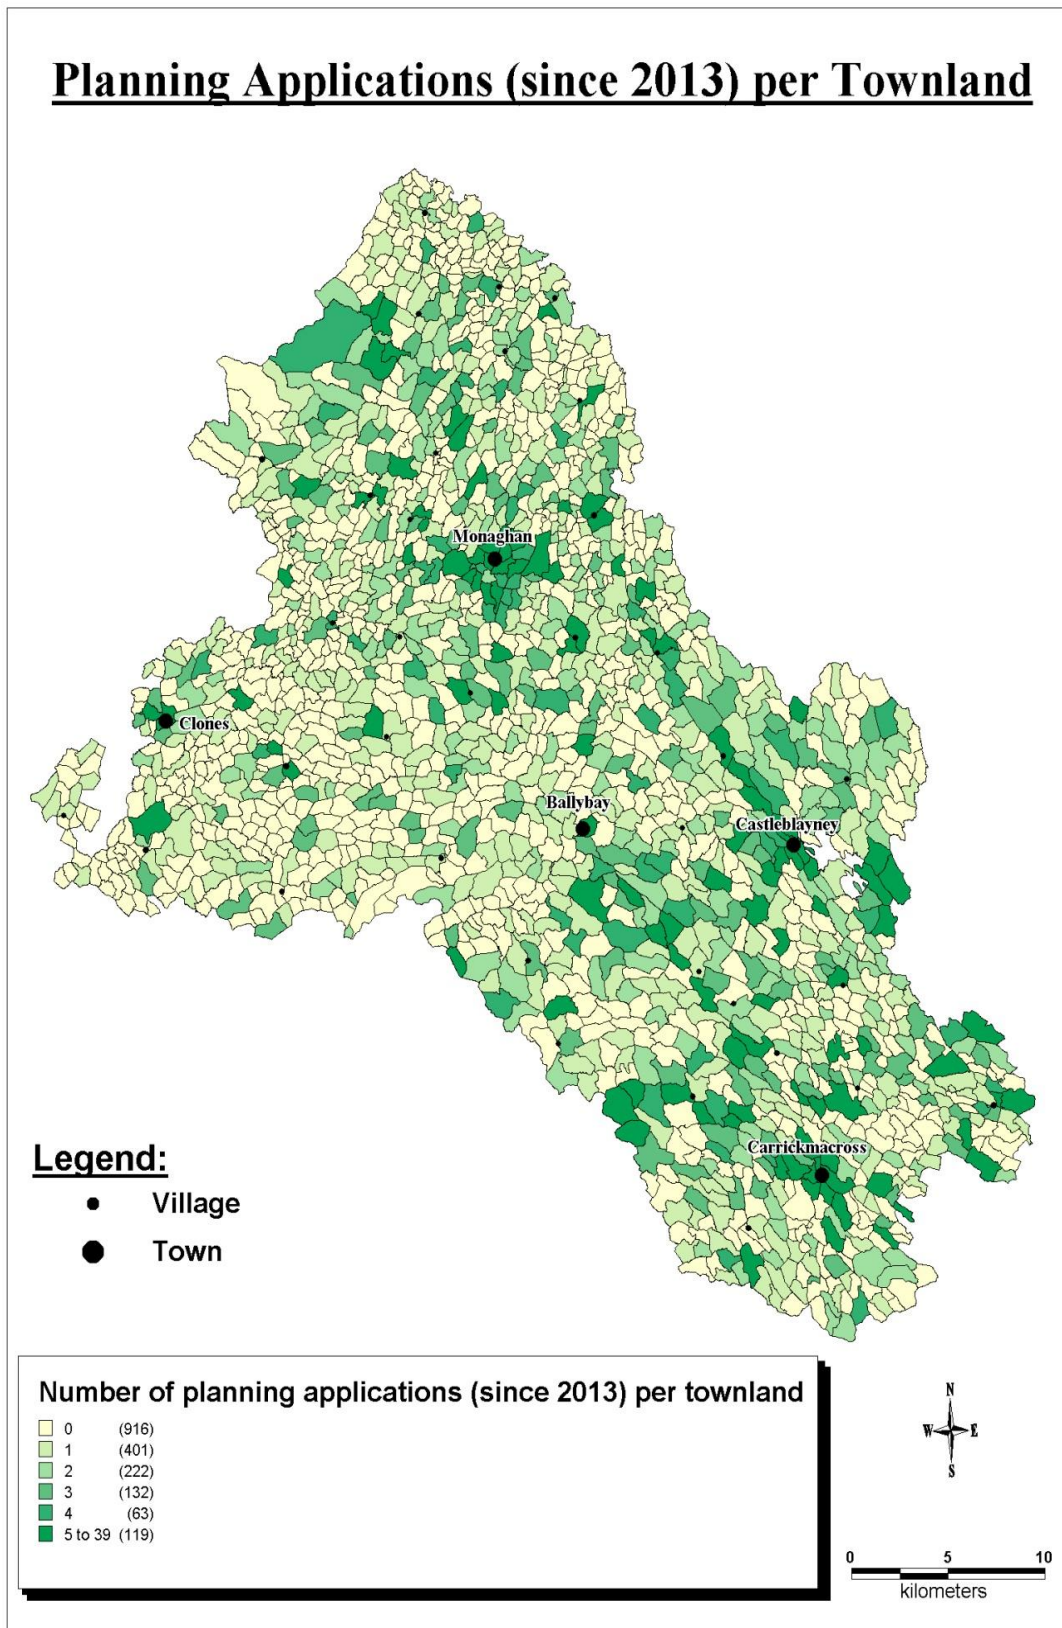 Planning Applications (since 2013) per Townland
Monaghan
Clones
Ballybay
Castleblayney
Carrickmacross
Legend:
Village
Town
Number of planning applications (since 2013) per townland
0 (916)
1 (401)
2 (222)
3 (132)
4 (63)
5 to 39 (119)
N
W E
S
0 5 10
kilometers